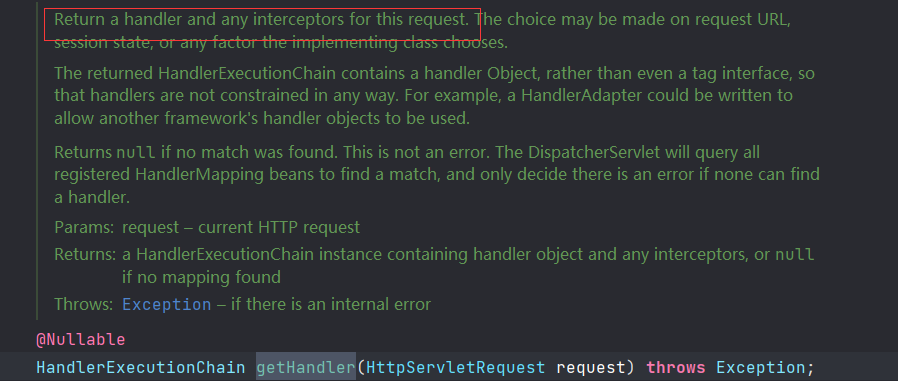 Return a handler and any interceptors for this request. The choice may be made on request URL,
session state, or any factor the implementing class chooses.
The returned HandlerExecutionChain contains a handler Object, rather than even a tag interface, so
that handlers are not constrained in any way. For example, a HandlerAdapter could be written to
allow another framework's handler objects to be used.
Returns null if no match was found. This is not an error. The DispatcherServlet will query all
registered HandlerMapping beans to find a match, and only decide there is an error if none can find
a handler.
Params: request – current HTTP request
Returns: a HandlerExecutionChain instance containing handler object and any interceptors, or null
if no mapping found
Throws: Exception – if there is an internal error
@Nullable
HandlerExecutionChain getHandler(HttpServletRequest request) throws Exception;